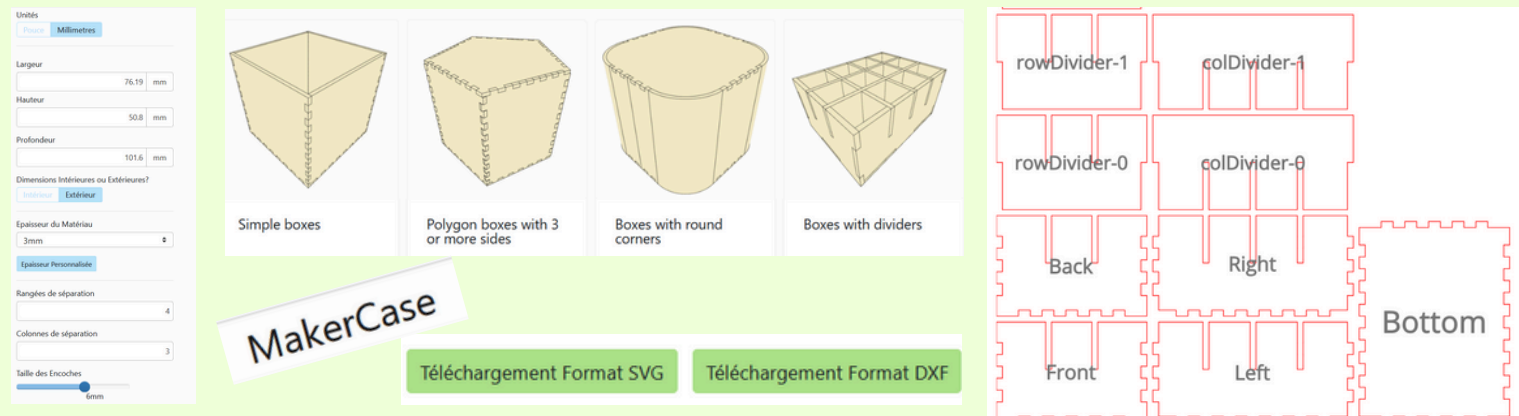 Unités
Pouce Millimetres
Largeur
76.19 mm
Hauteur
50.8 mm
Profondeur
101.6 mm
Dimensions Intérieures ou Extérieures?
Intérieur Extérieur
Epaisseur du Matériau
3mm
Epaisseur Personnalisée
Rangées de séparation
4
Colonnes de séparation
3
Taille des Encoches
6mm
Simple boxes
Polygon boxes with 3
or more sides
Boxes with round
corners
Boxes with dividers
MakerCase
Téléchargement Format SVG
Téléchargement Format DXF
rowDivider-1
colDivider-1
rowDivider-0
colDivider-0
Back
Right
Bottom
Front
Left